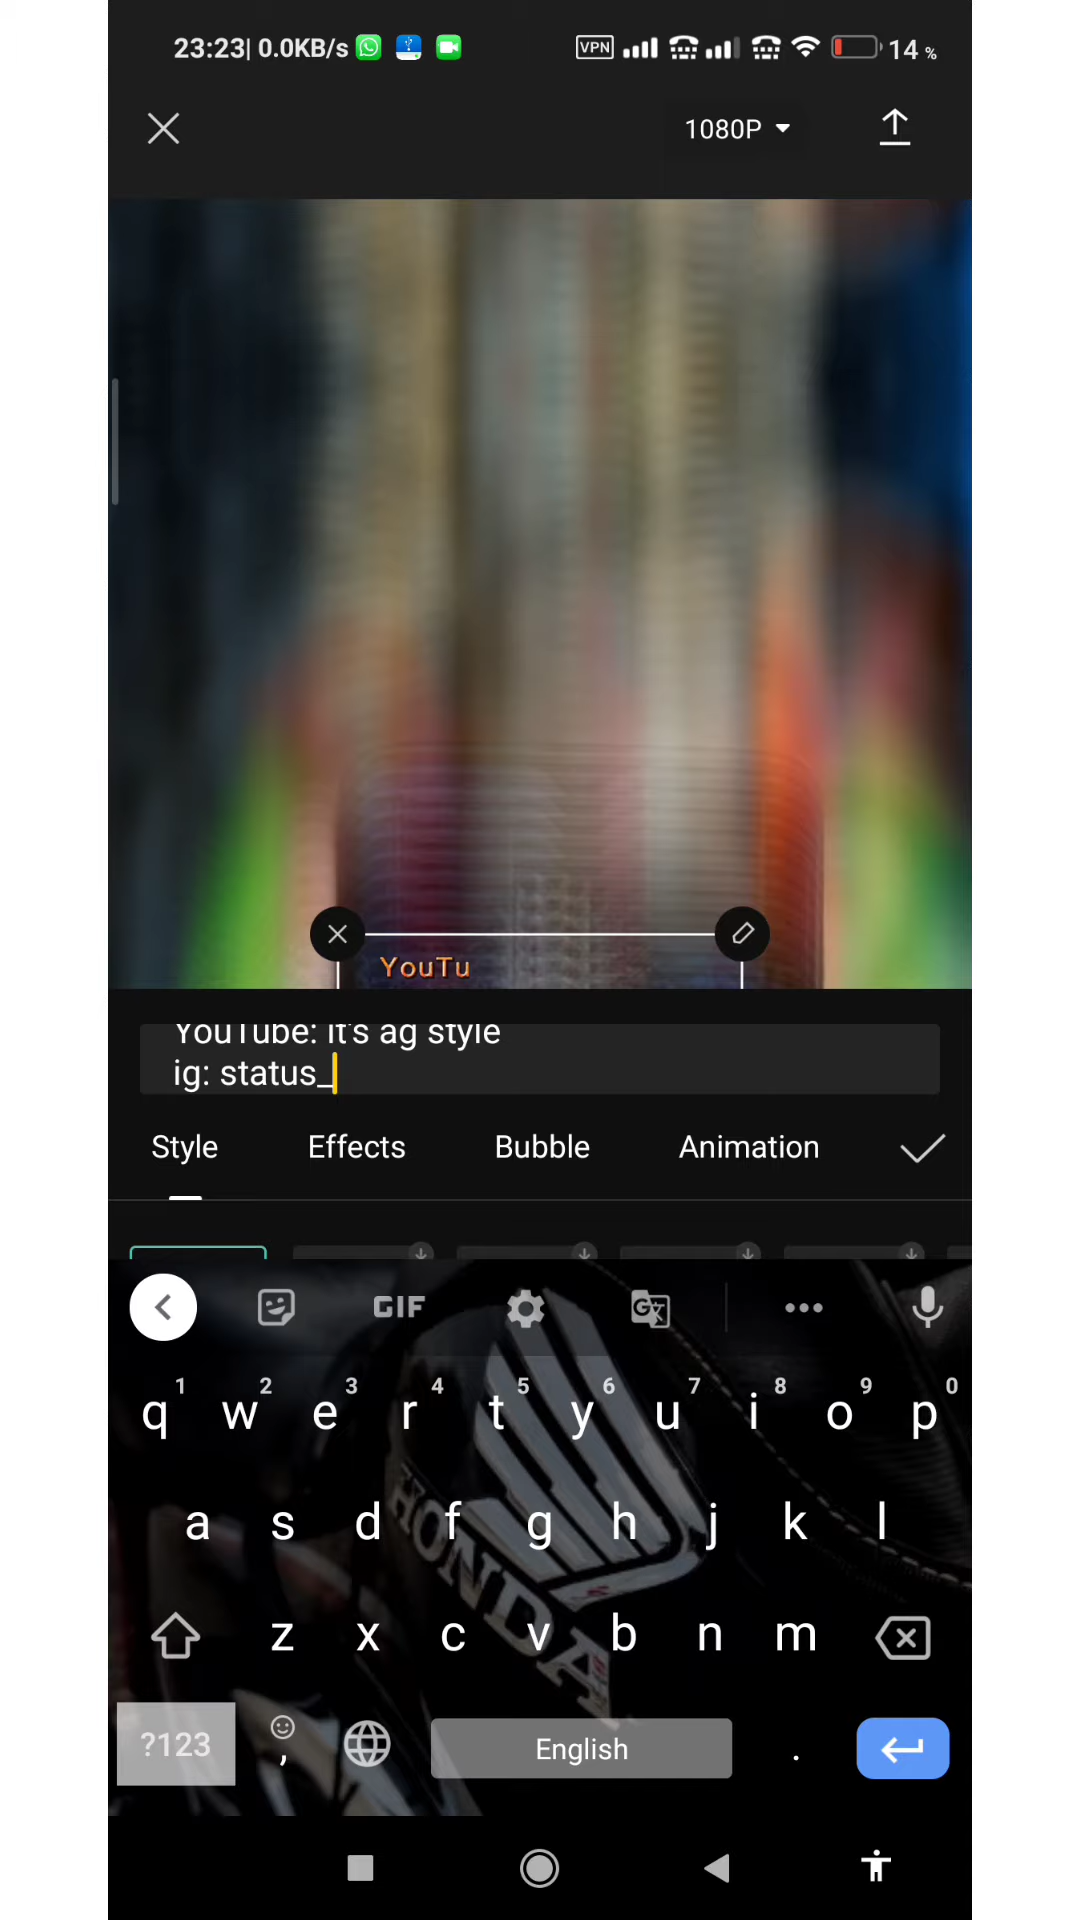 23:23| 0.0KB/s VPN 14 %
1080P
YouTu
YouTube: it's ag style
ig: status_
Style Effects Bubble Animation
GIF
1 2 3 4 5 6 7 8 9 0
q w e r t y u i o p
a s d f g h j k l
HONDA
z x c v b n m
?123 , English .